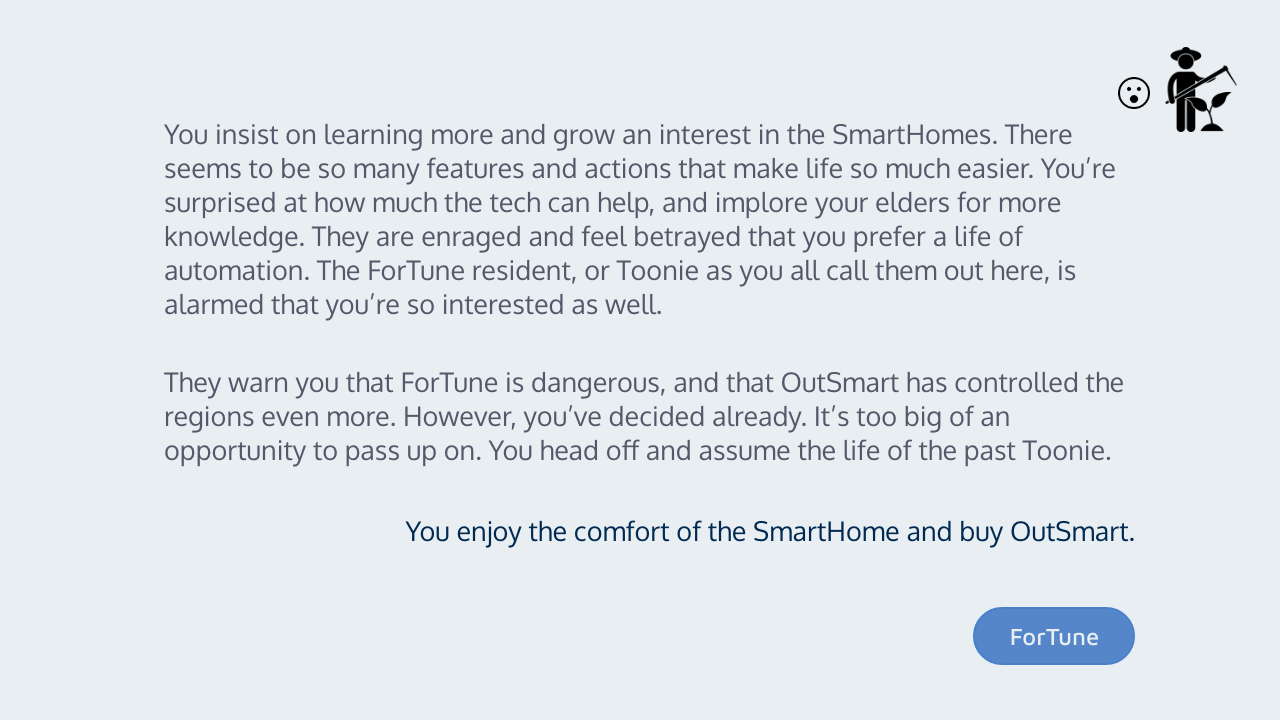 You insist on learning more and grow an interest in the SmartHomes. There
seems to be so many features and actions that make life so much easier. You’re
surprised at how much the tech can help, and implore your elders for more
knowledge. They are enraged and feel betrayed that you prefer a life of
automation. The ForTune resident, or Toonie as you all call them out here, is
alarmed that you’re so interested as well.
They warn you that ForTune is dangerous, and that OutSmart has controlled the
regions even more. However, you’ve decided already. It’s too big of an
opportunity to pass up on. You head off and assume the life of the past Toonie.
You enjoy the comfort of the SmartHome and buy OutSmart.
ForTune